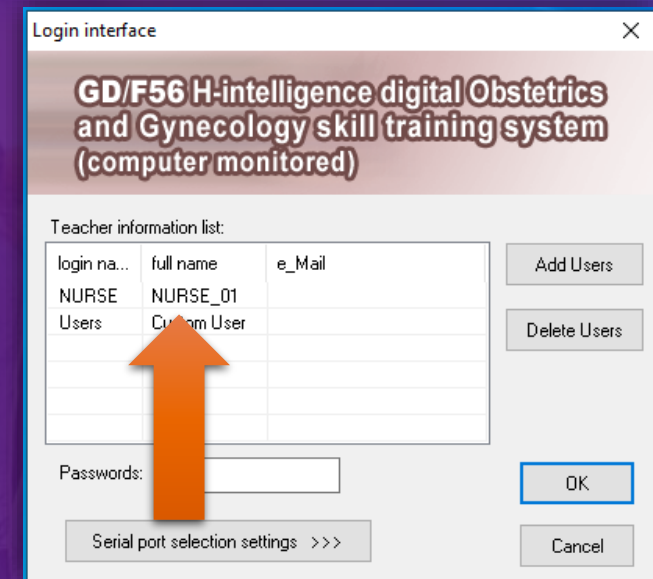 Login interface
GD/F56 H-intelligence digital Obstetrics
and Gynecology skill training system
(computer monitored)
Teacher information list:
login na... full name e_Mail
Add Users
NURSE NURSE_01
Users User
Delete Users
Passwords:
OK
Serial port selection settings >>>
Cancel